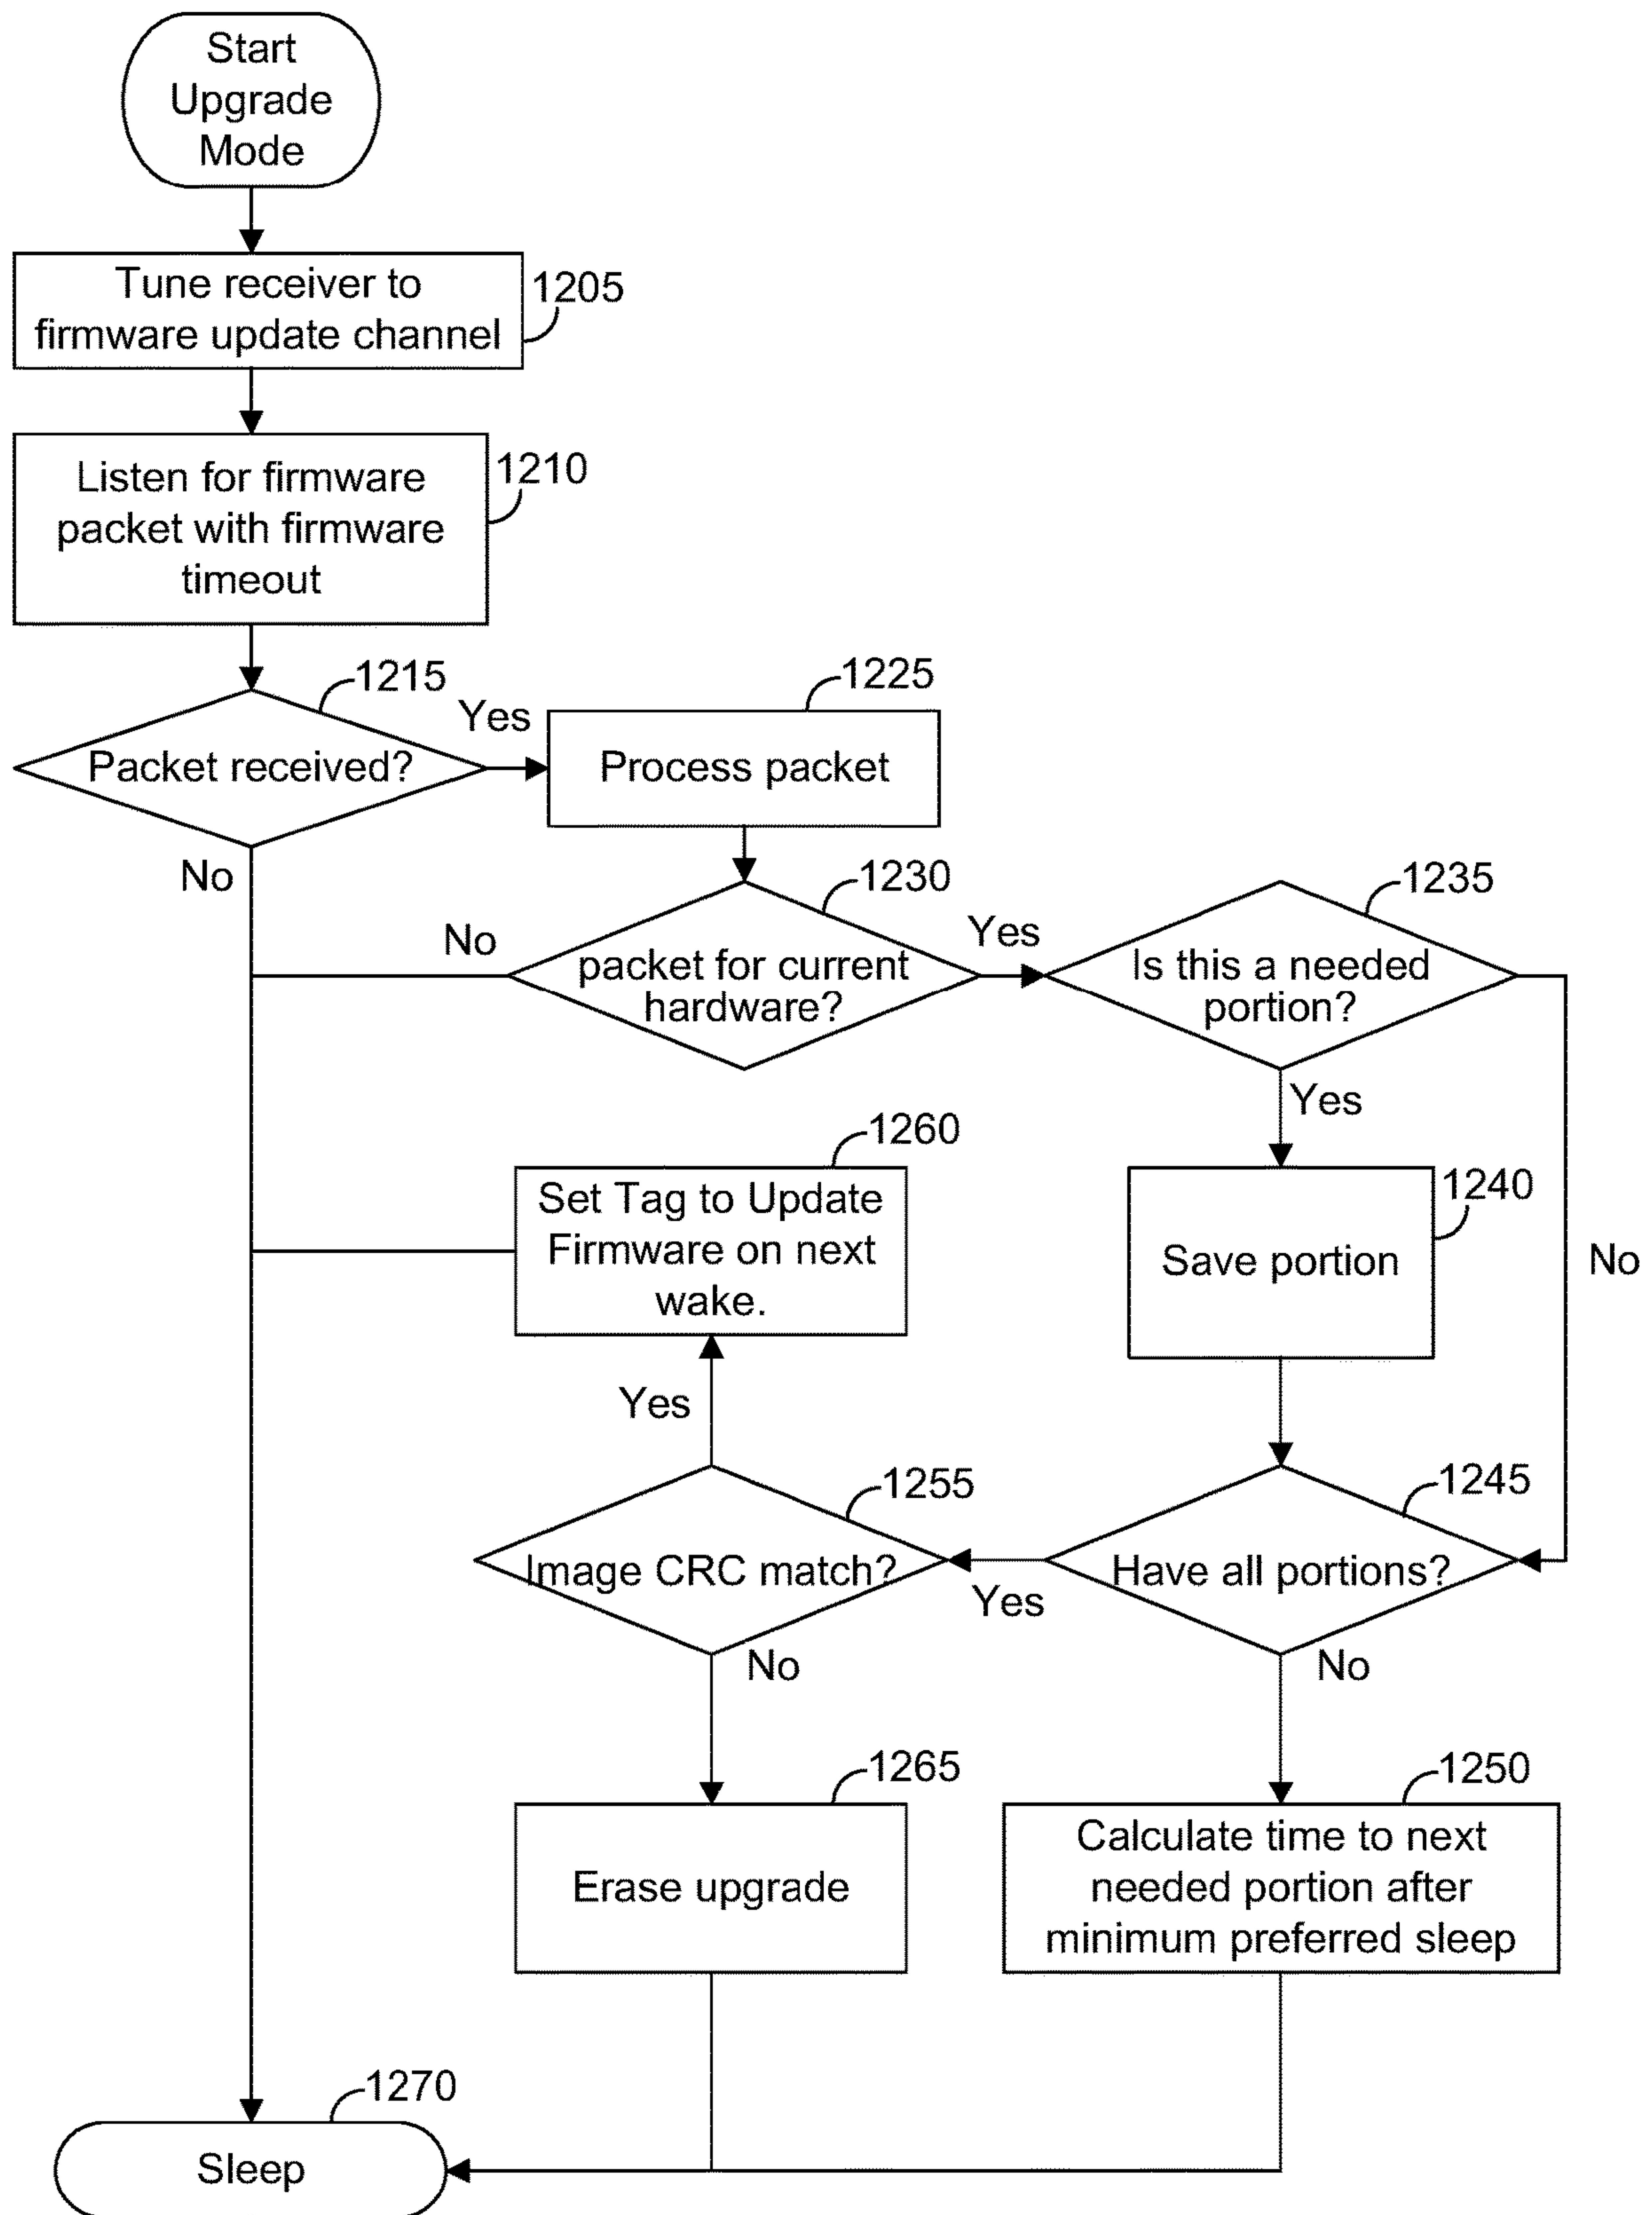 Start
Upgrade
Mode
Tune receiver to
firmware update channel
1205
Listen for firmware
packet with firmware
timeout
1210
1215
Packet received?
Yes
No
1225
Process packet
1230
packet for current
hardware?
No
Yes
1235
Is this a needed
portion?
Yes
No
1240
Save portion
1260
Set Tag to Update
Firmware on next
wake.
Yes
1255
Image CRC match?
1245
Have all portions?
Yes
No
No
1265
Erase upgrade
1250
Calculate time to next
needed portion after
minimum preferred sleep
1270
Sleep